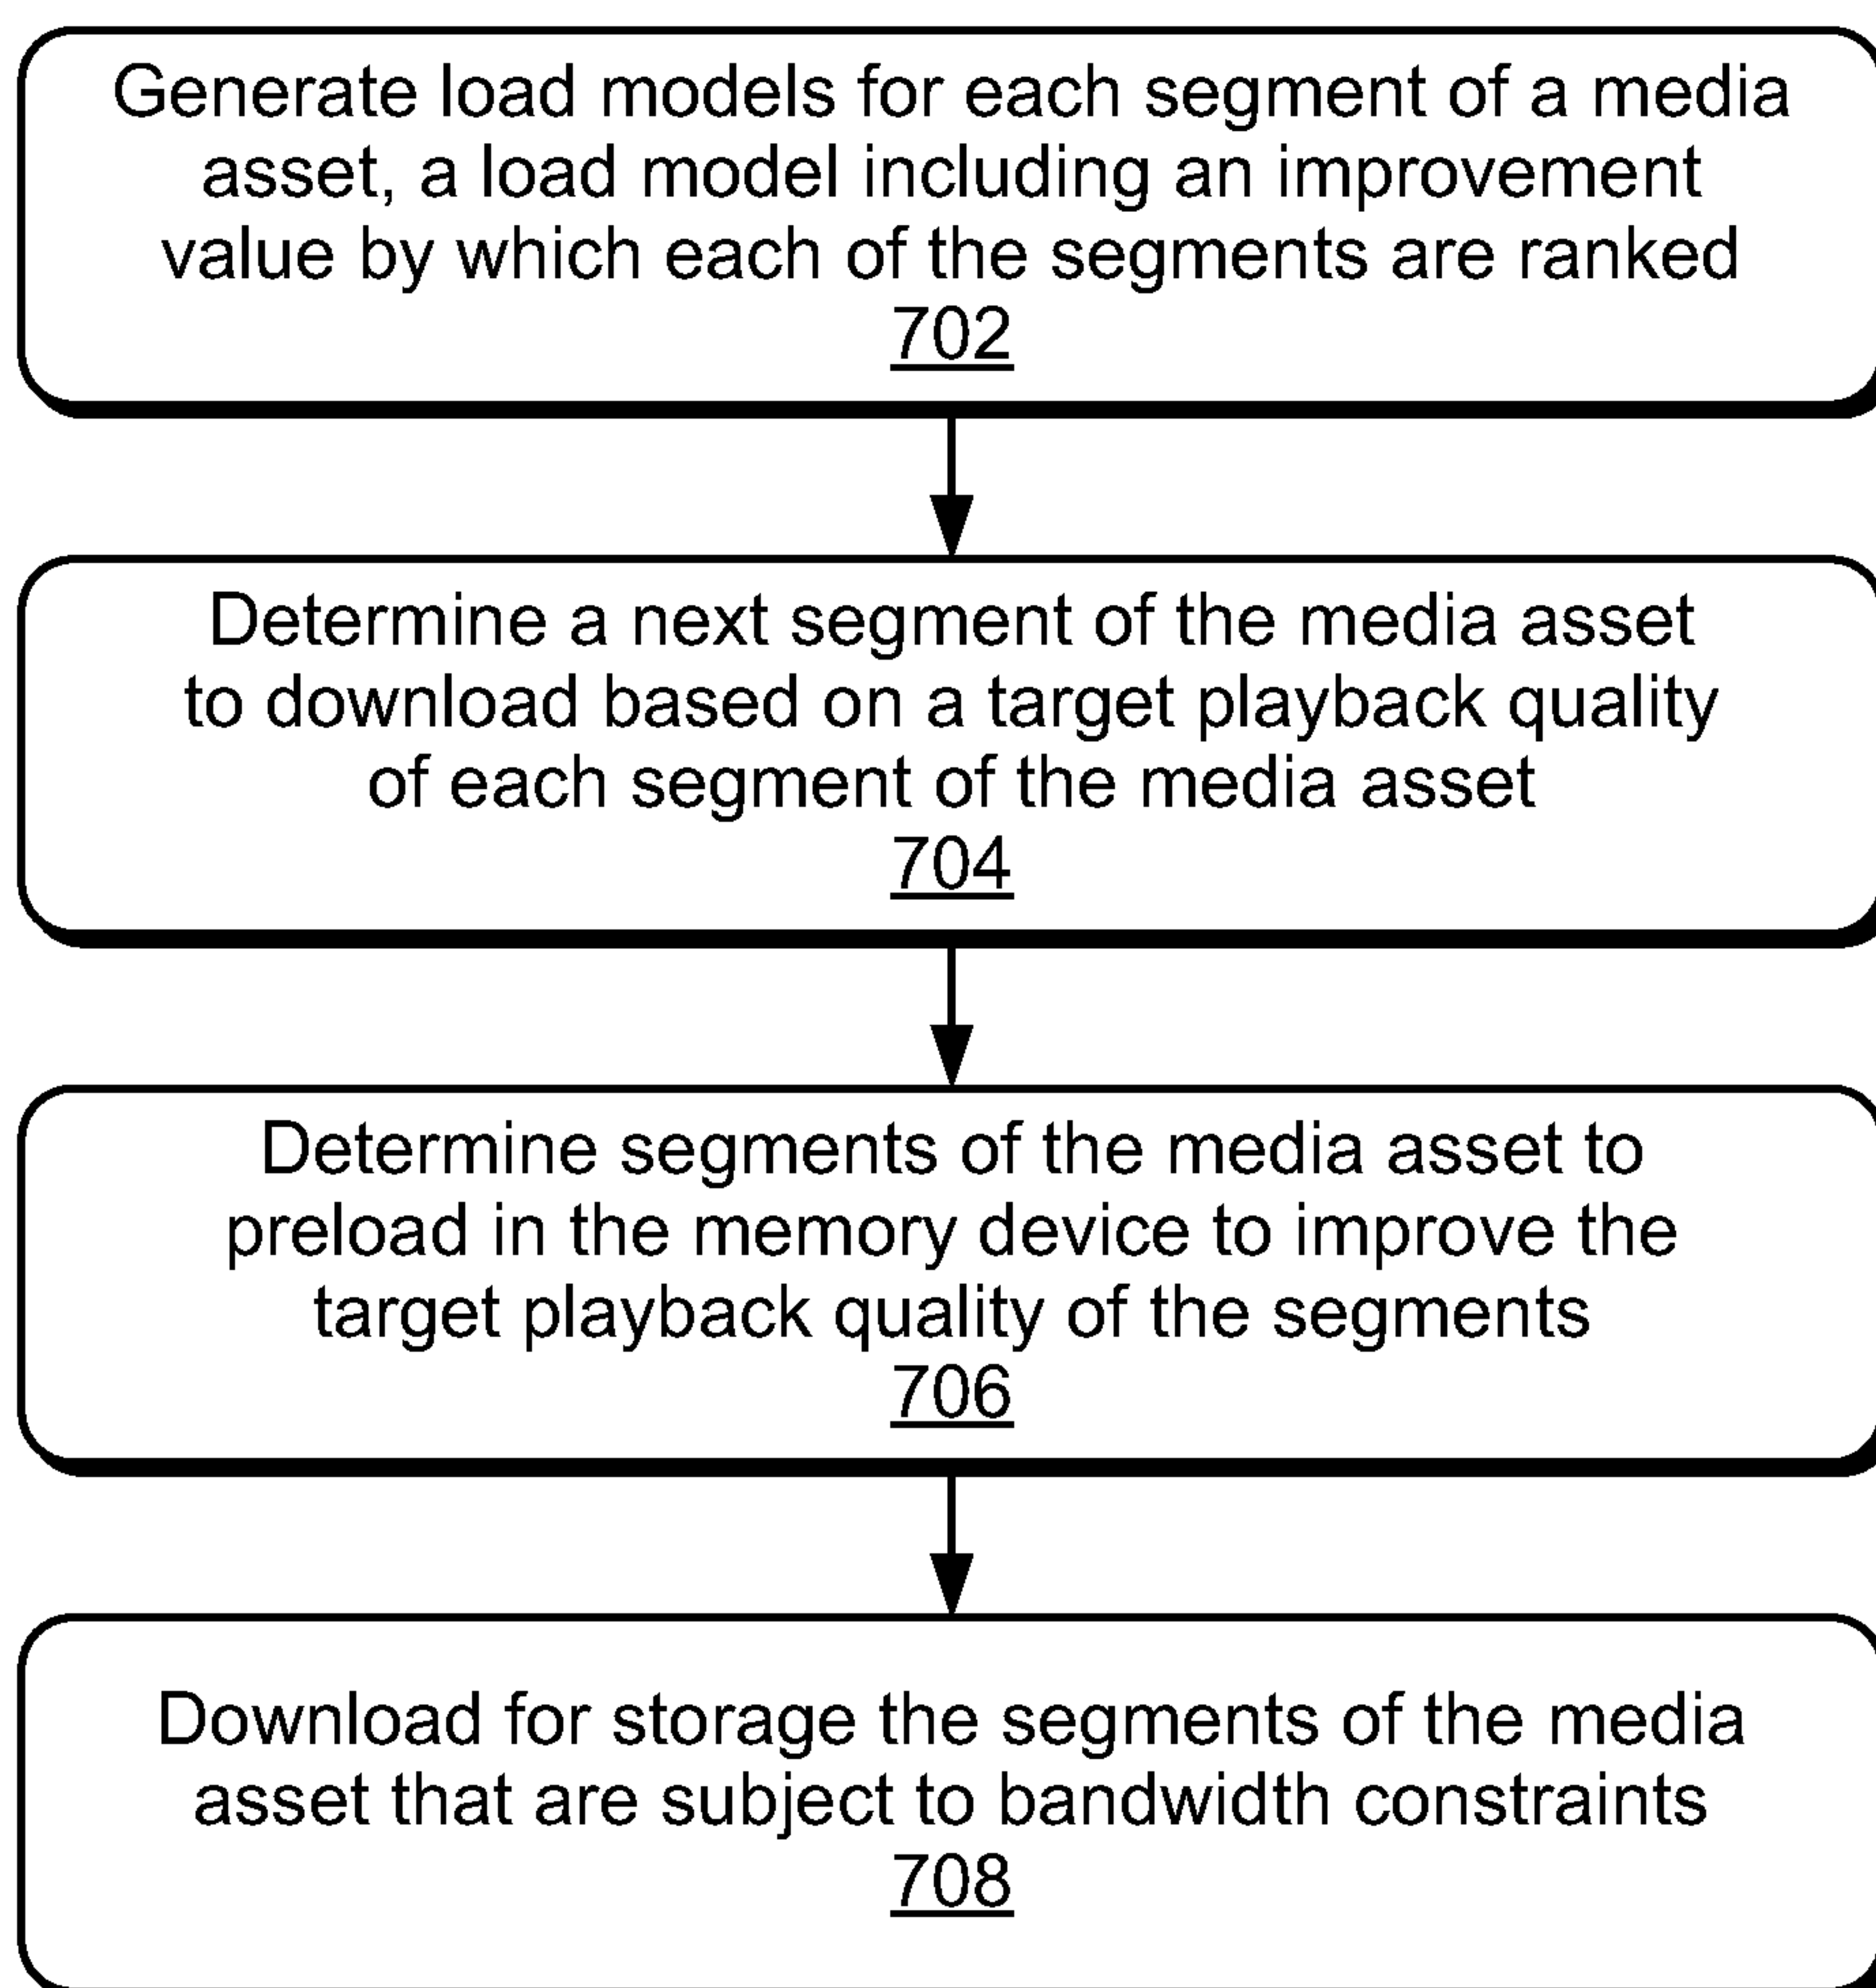 Generate load models for each segment of a media
asset, a load model including an improvement
value by which each of the segments are ranked
702
Determine a next segment of the media asset
to download based on a target playback quality
of each segment of the media asset
704
Determine segments of the media asset to
preload in the memory device to improve the
target playback quality of the segments
706
Download for storage the segments of the media
asset that are subject to bandwidth constraints
708